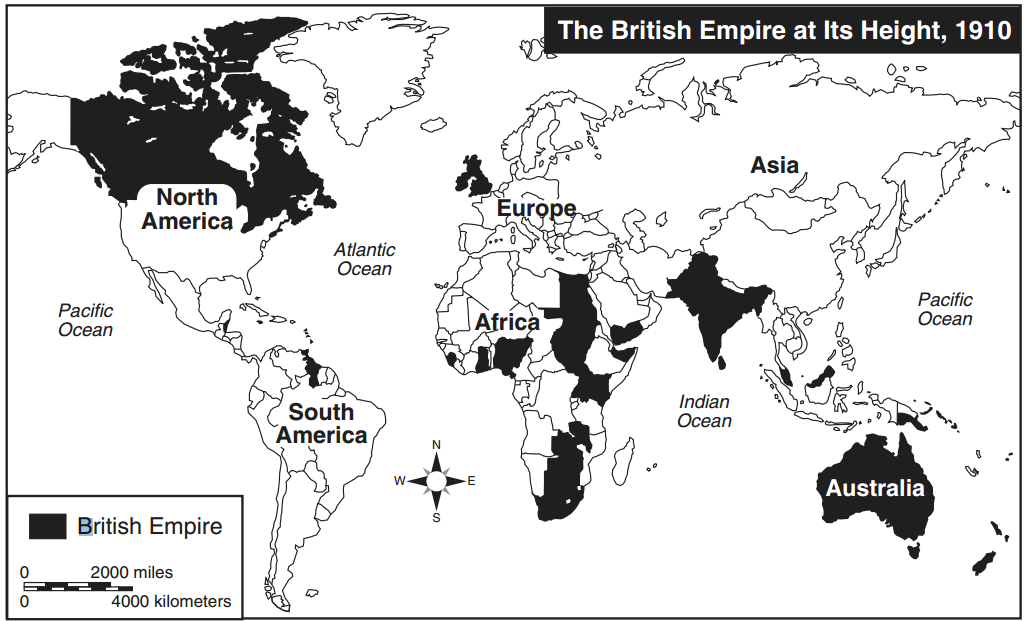 The British Empire at Its Height, 1910
Asia
North
America
Europe
Atlantic
Ocean
Pacific
Ocean
Africa
Pacific
Ocean
Indian
Ocean
South
America
N
W
E
S
Australia
British Empire
0 2000 miles
0 4000 kilometers